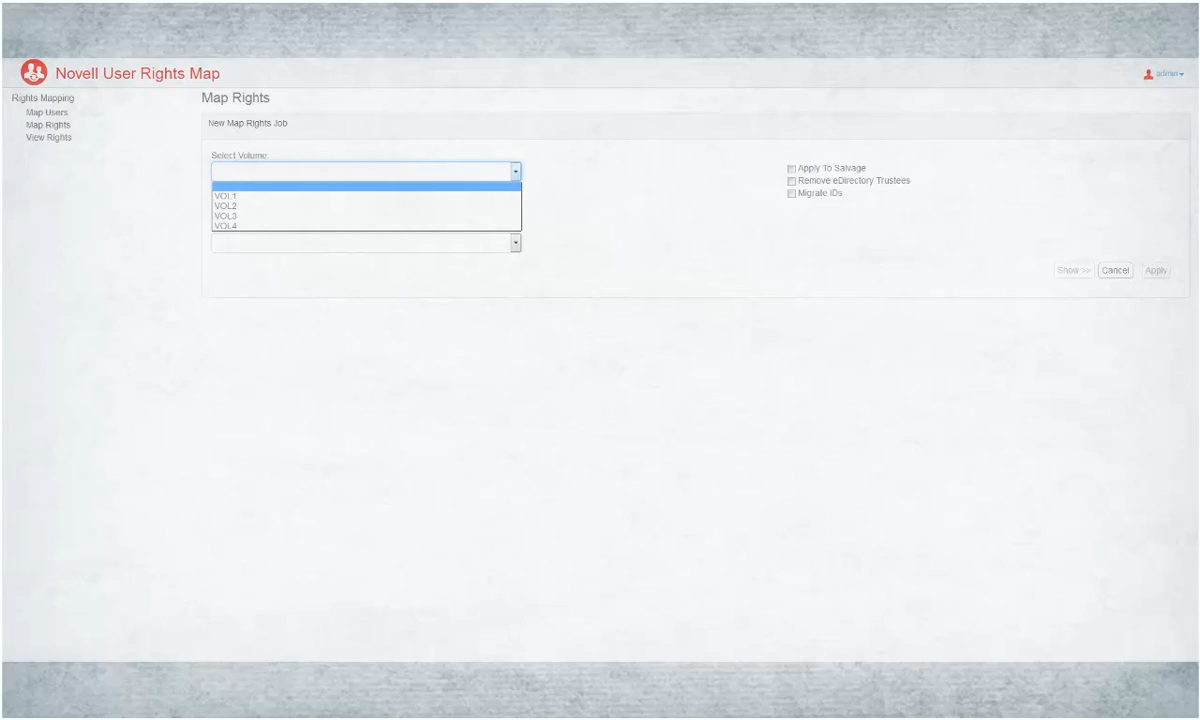 Novell User Rights Map
admin
Rights Mapping
Map Users
Map Rights
View Rights
Map Rights
New Map Rights Job
Select Volume:
VOL1
VOL2
VOL3
VOL4
Apply To Salvage
Remove eDirectory Trustees
Migrate IDs
Show >>
Cancel
Apply